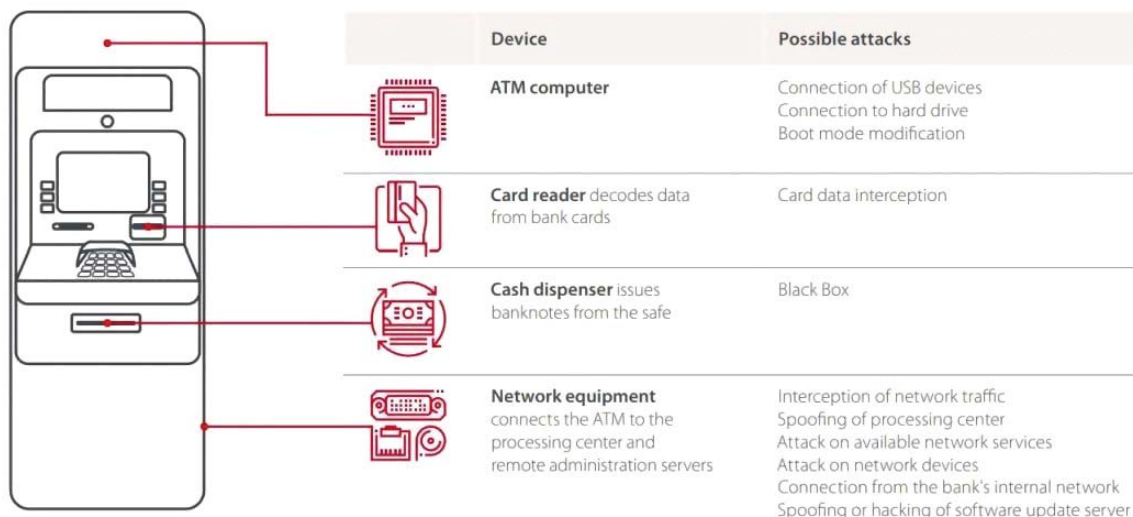 Device
Possible attacks
ATM computer
Connection of USB devices
Connection to hard drive
Boot mode modification
Card reader decodes data
from bank cards
Card data interception
Cash dispenser issues
banknotes from the safe
Black Box
Network equipment
connects the ATM to the
processing center and
remote administration servers
Interception of network traffic
Spoofing of processing center
Attack on available network services
Attack on network devices
Connection from the bank's internal network
Spoofing or hacking of software update server